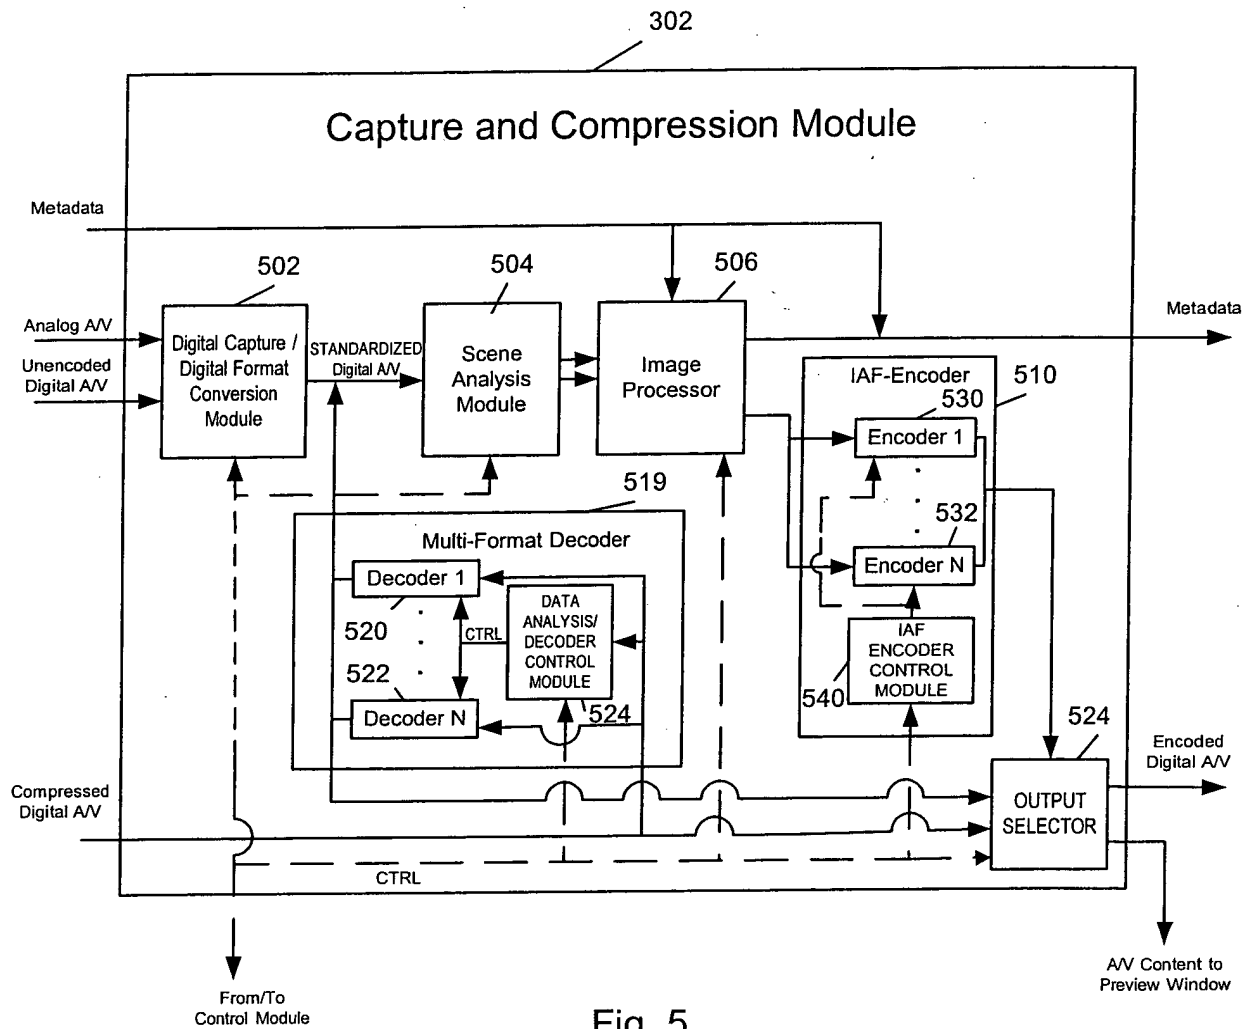 302
Capture and Compression Module
Metadata
502
504
506
Analog A/V
Unencoded
Digital A/V
Digital Capture /
Digital Format
Conversion
Module
STANDARDIZED
Digital A/V
Scene
Analysis
Module
Image
Processor
Metadata
IAF-Encoder
510
530
Encoder 1
532
Encoder N
IAF
ENCODER
CONTROL
MODULE
540
519
Multi-Format Decoder
Decoder 1
520
CTRL
DATA
ANALYSIS/
DECODER
CONTROL
MODULE
522
524
Decoder N
524
OUTPUT
SELECTOR
Encoded
Digital A/V
Compressed
Digital A/V
CTRL
From/To
Control Module
A/V Content to
Preview Window
Fig. 5